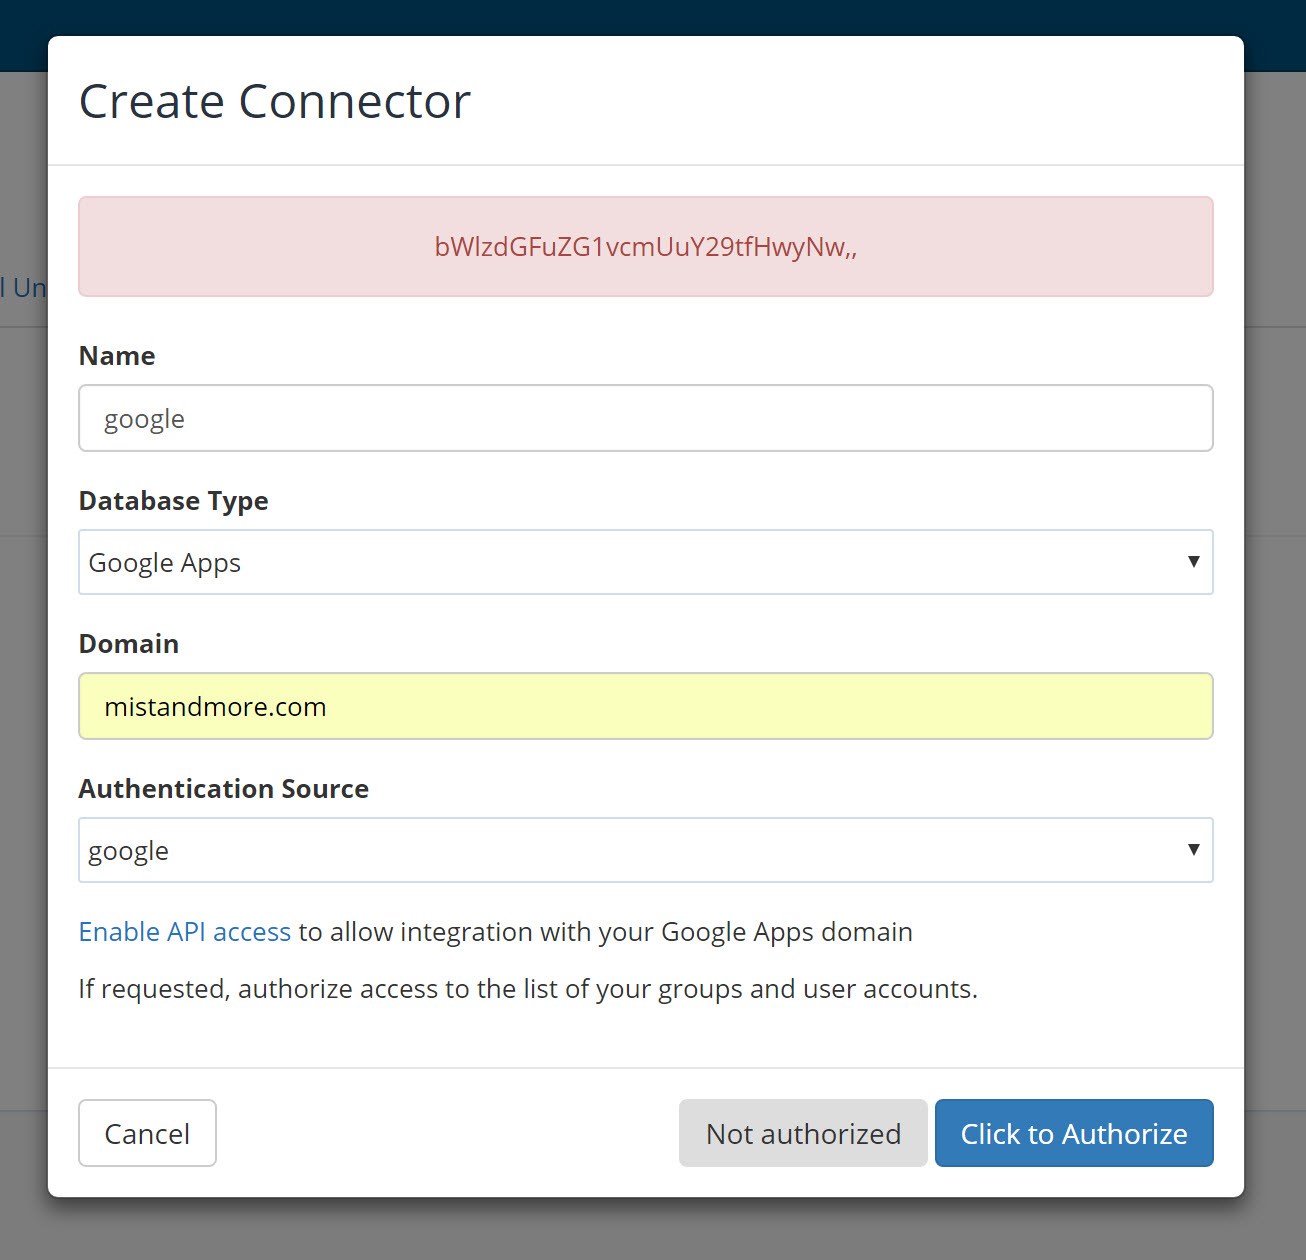 Create Connector
bWlzdGFuZG1vcmUuY29tfHwyNw,,
l Un
Name
google
Database Type
Google Apps
Domain
mistandmore.com
Authentication Source
google
Enable API access to allow integration with your Google Apps domain
If requested, authorize access to the list of your groups and user accounts.
Cancel
Not authorized
Click to Authorize